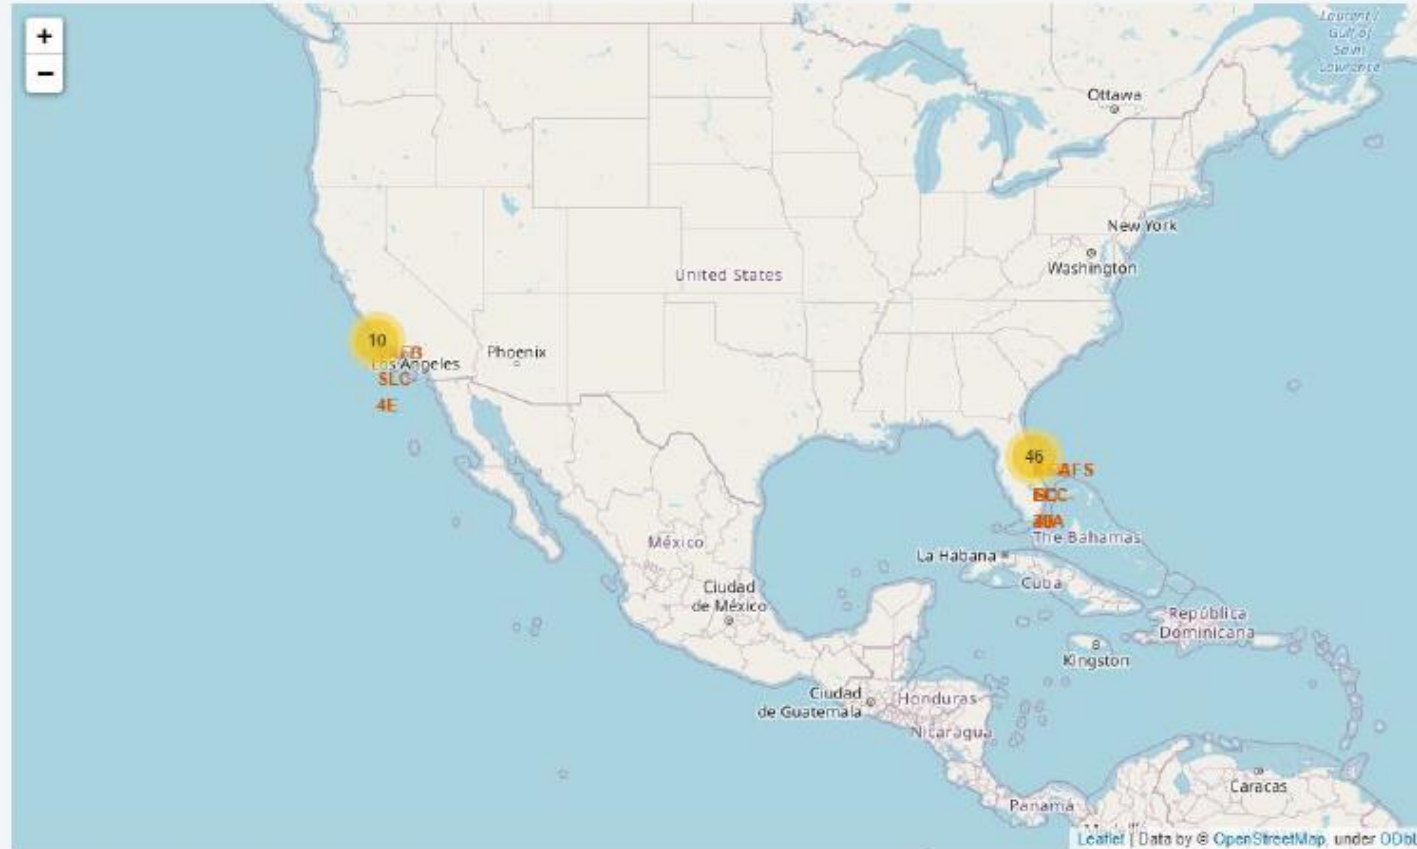 +
−
Laurent /
Gulf of
Saint
Lawrence
Ottawa
New York
Washington
United States
10
Los Angeles
SLC
4E
Phoenix
46
The Bahamas
México
La Habana
Cuba
Ciudad
de México
República
Dominicana
Kingston
Ciudad
de Guatemala
Honduras
Nicaragua
Caracas
Panamá
Leaflet | Data by © OpenStreetMap, under ODbl